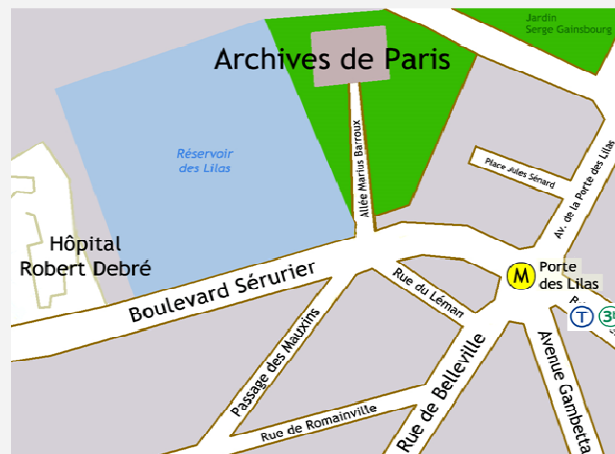 Jardin
Serge Gainsbourg
Archives de Paris
Réservoir
des Lilas
Allée Marius Barroux
Place Jules Sénard
Av. de la Porte des Lilas
Hôpital
Robert Debré
Boulevard Sérurier
Rue du Léman
M
Porte
des Lilas
T
Passage des Mauxins
Rue de Belleville
Avenue Gambetta
Rue de Romainville